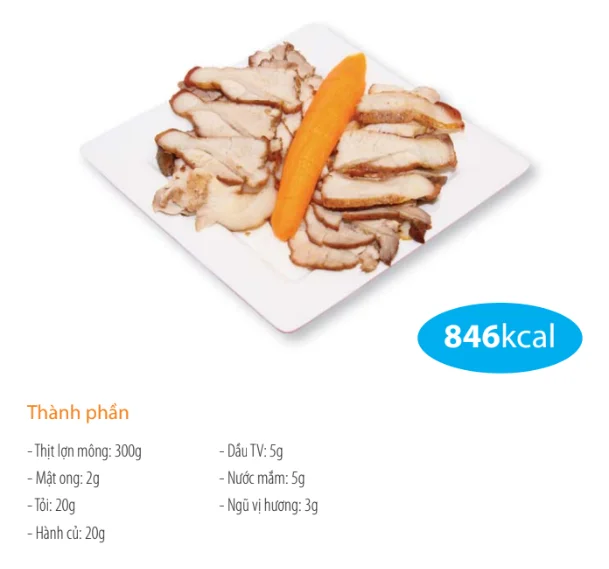 846kcal
Thành phần
- Thịt lợn mông: 300g
- Mật ong: 2g
- Tỏi: 20g
- Hành củ: 20g
- Dầu TV: 5g
- Nước mắm: 5g
- Ngũ vị hương: 3g